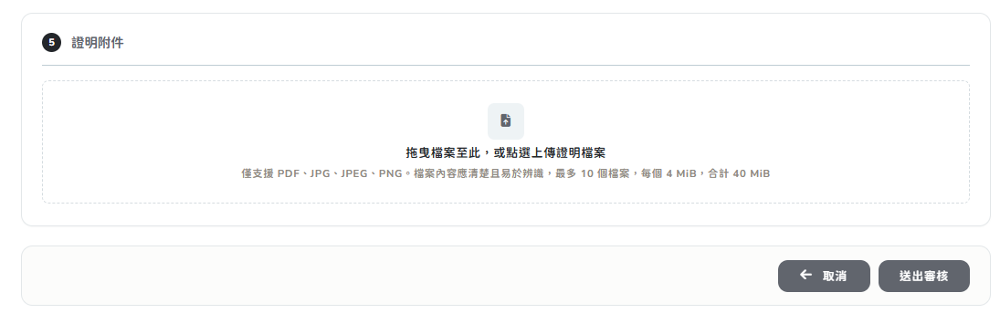 5 證明附件
拖曳檔案至此，或點選上傳證明檔案
僅支援 PDF、JPG、JPEG、PNG。檔案內容應清楚且易於辨識，最多 10 個檔案，每個 4 MiB，合計 40 MiB
取消
送出審核